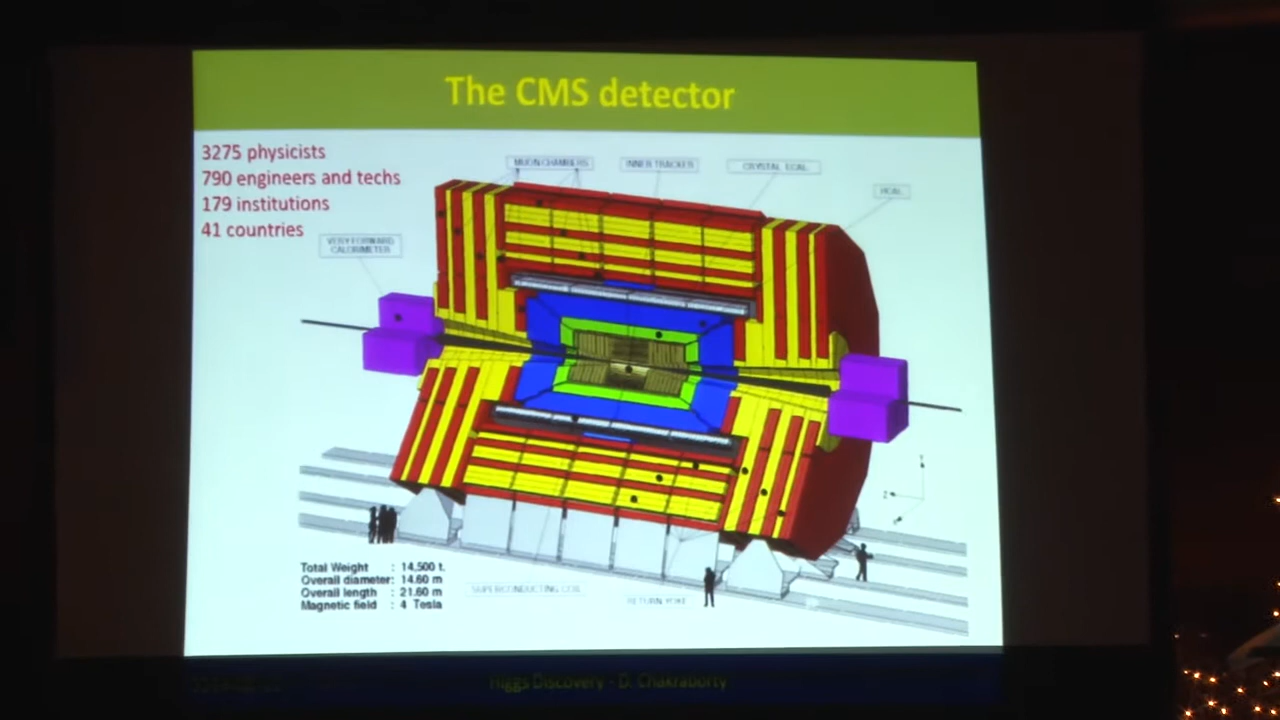 The CMS detector
3275 physicists
790 engineers and techs
179 institutions
41 countries
MUON CHAMBERS
INNER TRACKER
CRYSTAL ECAL
HCAL
VERY FORWARD
CALORIMETER
Total Weight : 14,500 t.
Overall diameter: 14.60 m
Overall length : 21.60 m
Magnetic field : 4 Tesla
SUPERCONDUCTING COIL
RETURN YOKE
Y
Z
Higgs Discovery - D. Chakraborty